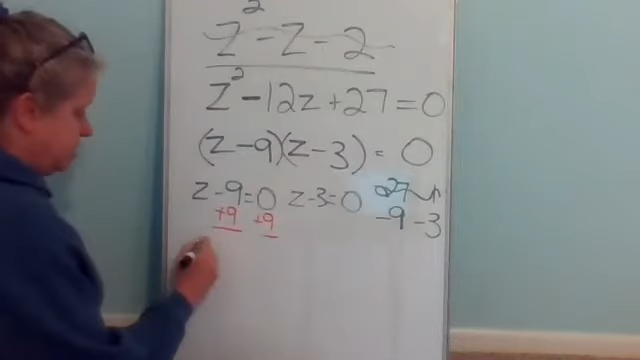 z² - z - 2
z² - 12z + 27 = 0
(z - 9)(z - 3) = 0
z - 9 = 0 z - 3 = 0 27
+9 +9 -9 -3